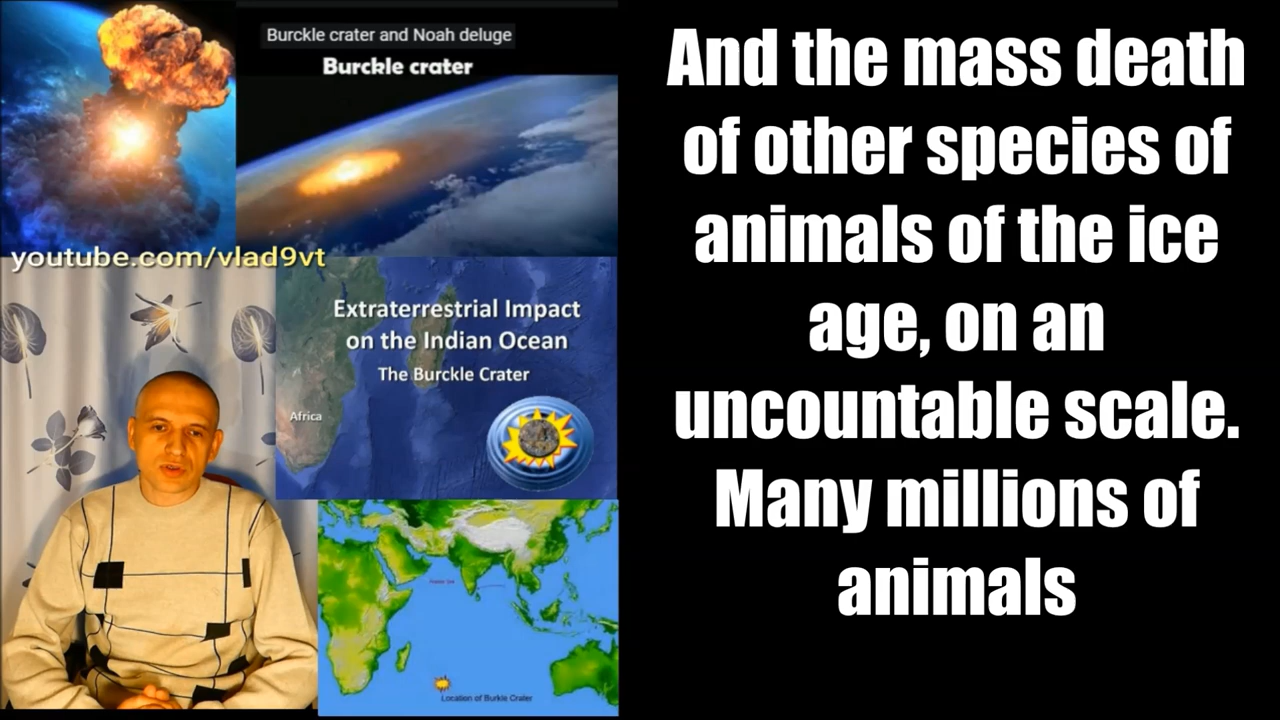 Burckle crater and Noah deluge
Burckle crater
youtube.com/vlad9vt
Extraterrestrial Impact
on the Indian Ocean
The Burckle Crater
Africa
Location of Burkle Crater
And the mass death
of other species of
animals of the ice
age, on an
uncountable scale.
Many millions of
animals